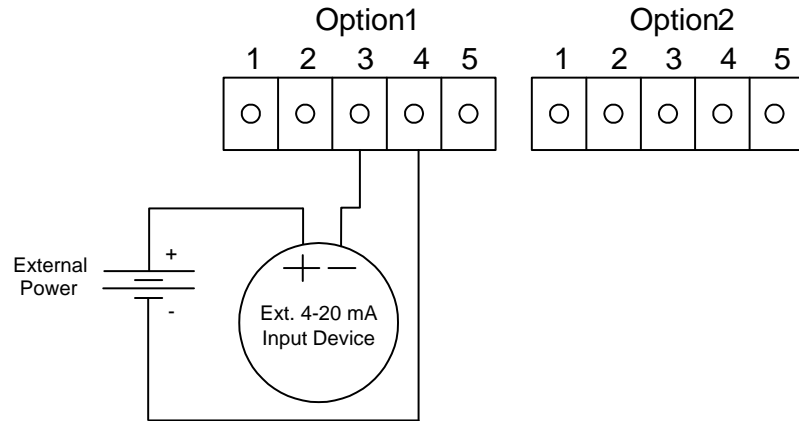 Option1
Option2
1 2 3 4 5
1 2 3 4 5
+
External
Power
-
+ −
Ext. 4-20 mA
Input Device